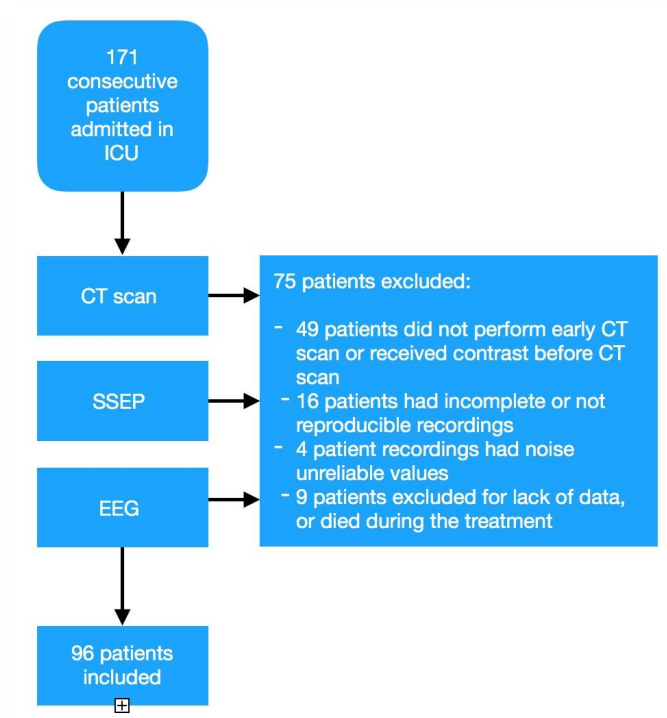 171
consecutive
patients
admitted in
ICU
CT scan
SSEP
EEG
75 patients excluded:
- 49 patients did not perform early CT
scan or received contrast before CT
scan
- 16 patients had incomplete or not
reproducible recordings
- 4 patient recordings had noise
unreliable values
- 9 patients excluded for lack of data,
or died during the treatment
96 patients
included